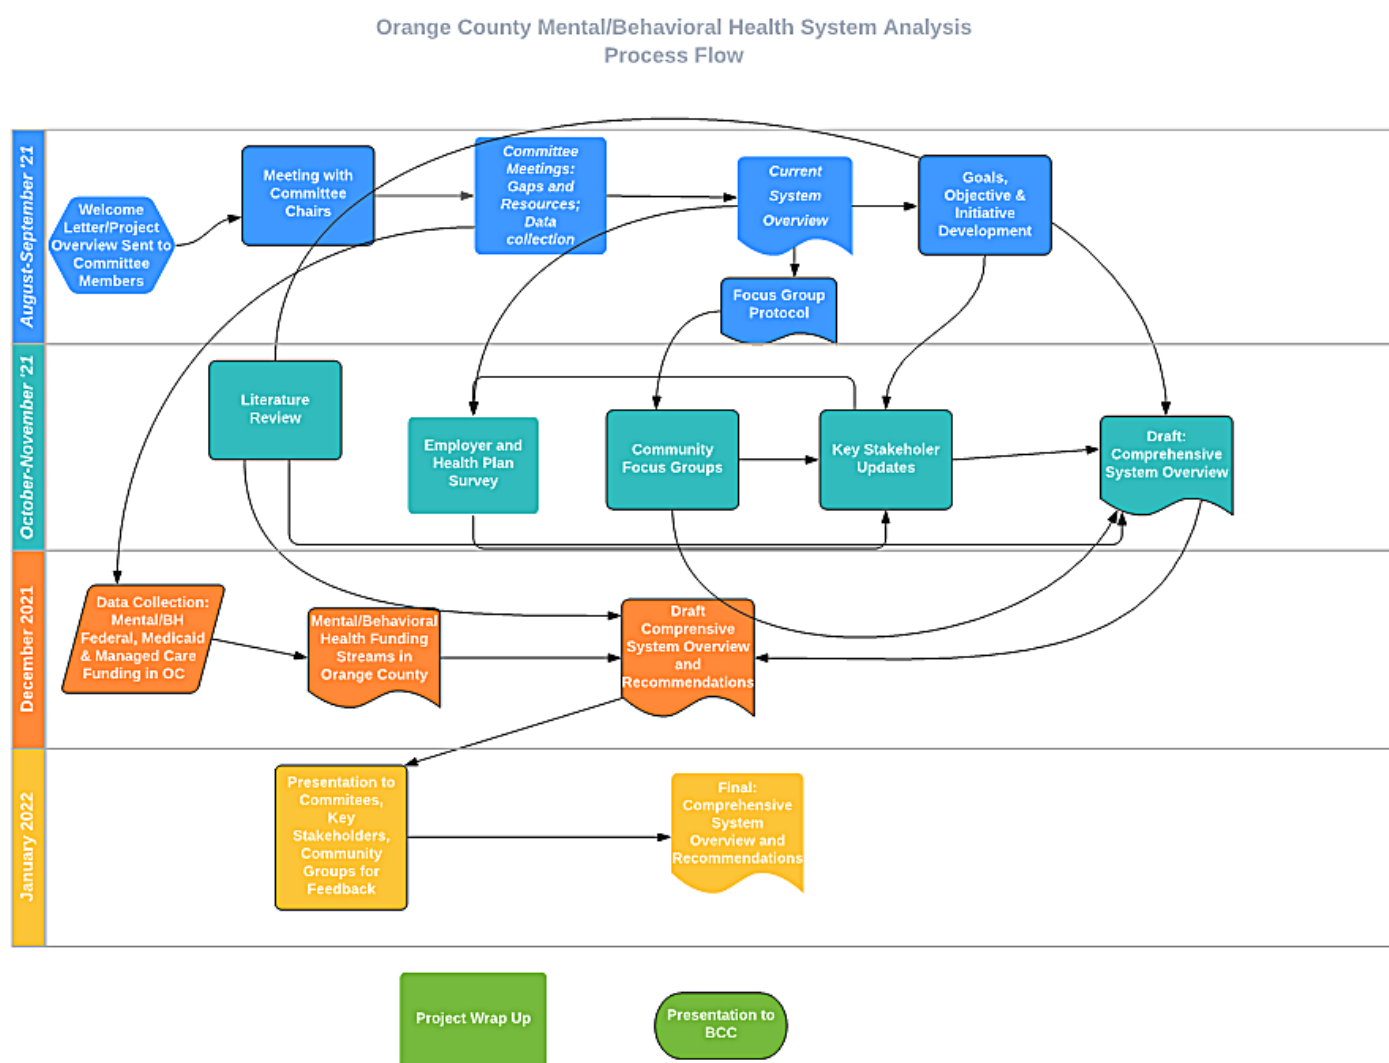 Orange County Mental/Behavioral Health System Analysis
Process Flow
August-September '21
Welcome
Letter/Project
Overview Sent to
Committee
Members
Meeting with
Committee
Chairs
Committee
Meetings:
Gaps and
Resources;
Data
collection
Current
System
Overview
Goals,
Objective &
Initiative
Development
Focus Group
Protocol
October-November '21
Literature
Review
Employer and
Health Plan
Survey
Community
Focus Groups
Key Stakeholer
Updates
Draft:
Comprehensive
System Overview
December 2021
Data Collection:
Mental/BH
Federal, Medicaid
& Managed Care
Funding in OC
Mental/Behavioral
Health Funding
Streams in
Orange County
Draft
Comprensive
System Overview
and
Recommendations
January 2022
Presentation to
Commitees,
Key
Stakeholders,
Community
Groups for
Feedback
Final:
Comprehensive
System
Overview and
Recommendations
Project Wrap Up
Presentation to
BCC